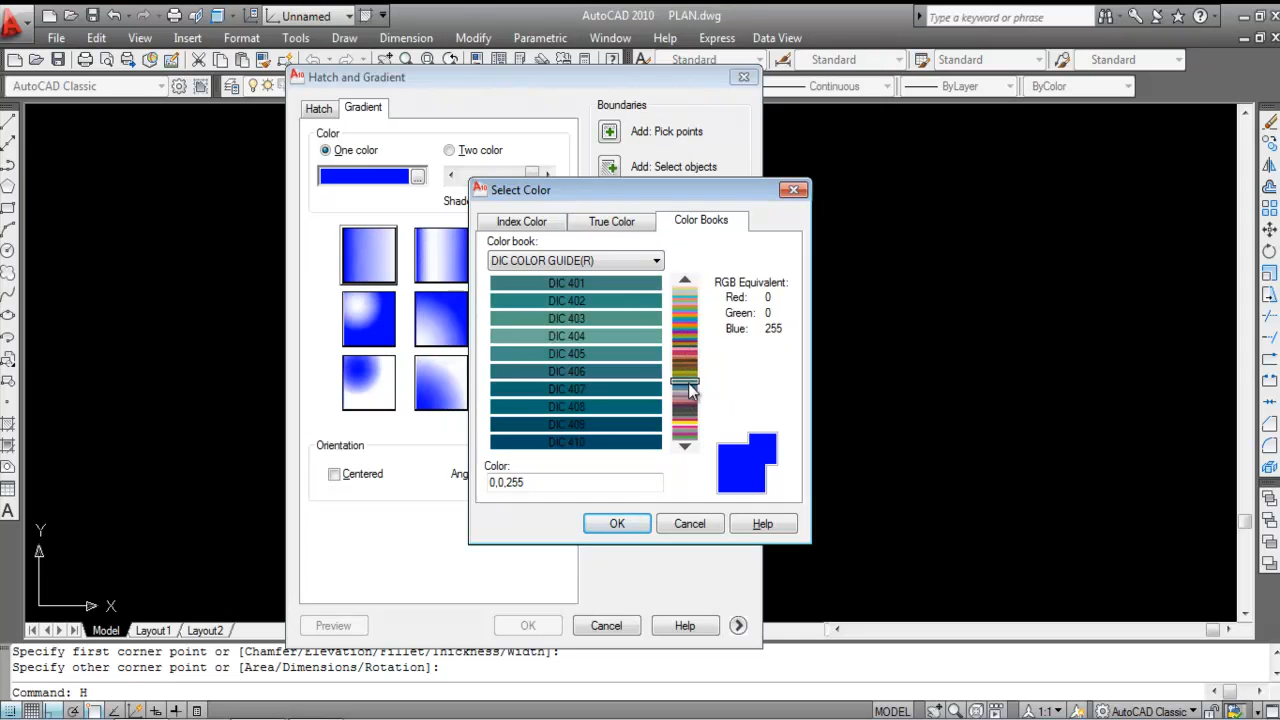 Unnamed
AutoCAD 2010 PLAN.dwg
Type a keyword or phrase
File Edit View Insert Format Tools Draw Dimension Modify Parametric Window Help Express Data View
Standard Standard Standard
AutoCAD Classic
Continuous ByLayer ByColor
Hatch and Gradient
Hatch Gradient
Boundaries
Color
Add: Pick points
One color Two color
Add: Select objects
...
Select Color
Shade
Index Color True Color Color Books
Color book:
DIC COLOR GUIDE(R)
DIC 401
DIC 402
DIC 403
DIC 404
DIC 405
DIC 406
DIC 407
DIC 408
DIC 409
DIC 410
RGB Equivalent:
Red: 0
Green: 0
Blue: 255
Orientation
Centered
Color:
0,0,255
OK Cancel Help
Preview OK Cancel Help
Y
X
Model Layout1 Layout2
Specify first corner point or [Chamfer/Elevation/Fillet/Thickness/Width]:
Specify other corner point or [Area/Dimensions/Rotation]:
Command: H
MODEL 1:1 AutoCAD Classic